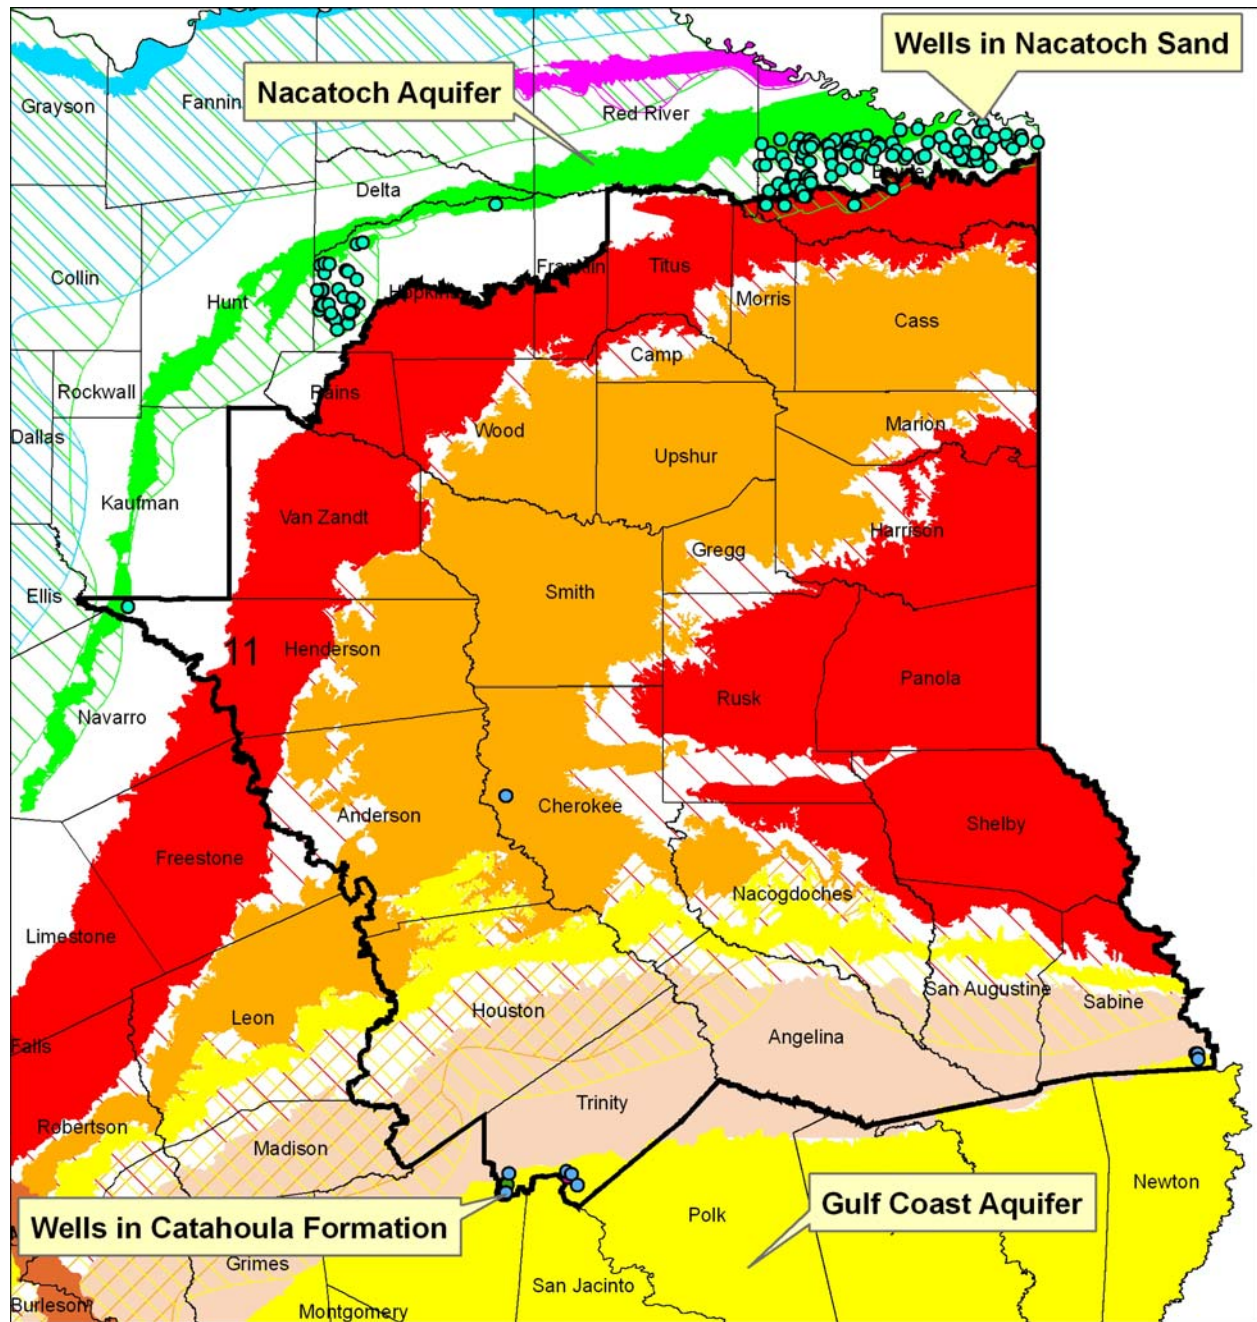 Wells in Nacatoch Sand
Nacatoch Aquifer
Grayson
Fannin
Red River
Bowie
Delta
Collin
Hunt
Hopkins
Franklin
Titus
Morris
Cass
Camp
Rockwall
Rains
Wood
Marion
Dallas
Upshur
Kaufman
Van Zandt
Harrison
Gregg
Ellis
Smith
11
Henderson
Panola
Rusk
Navarro
Cherokee
Anderson
Shelby
Freestone
Nacogdoches
Limestone
San Augustine
Sabine
Houston
Leon
Angelina
Falls
Trinity
Robertson
Madison
Newton
Wells in Catahoula Formation
Polk
Gulf Coast Aquifer
Grimes
San Jacinto
Burleson
Montgomery